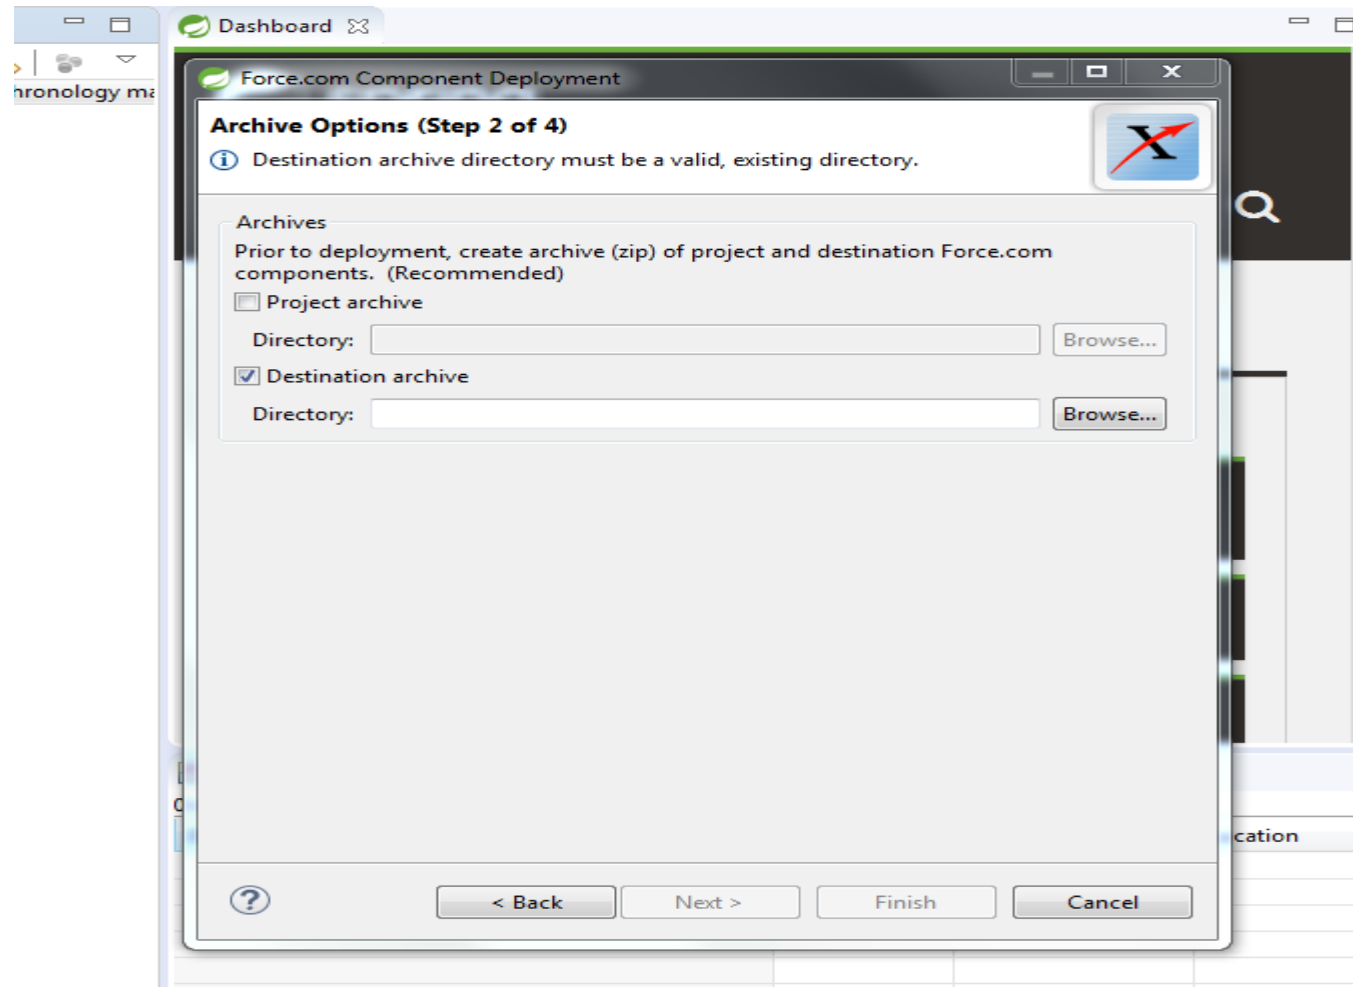 Dashboard
hronology ma
Force.com Component Deployment
Archive Options (Step 2 of 4)
Destination archive directory must be a valid, existing directory.
Archives
Prior to deployment, create archive (zip) of project and destination Force.com
components. (Recommended)
Project archive
Directory: Browse...
Destination archive
Directory: Browse...
cation
? < Back Next > Finish Cancel